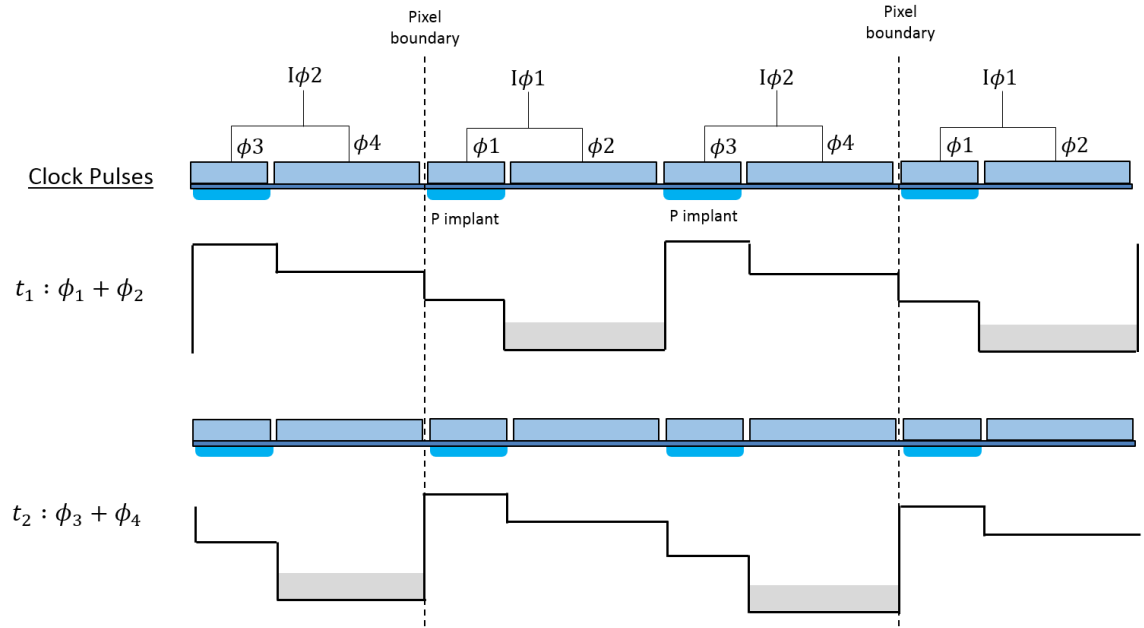 Pixel
boundary
Pixel
boundary
Iϕ2
Iϕ1
Iϕ2
Iϕ1
ϕ3
ϕ4
ϕ1
ϕ2
ϕ3
ϕ4
ϕ1
ϕ2
Clock Pulses
P implant
P implant
t₁ : ϕ₁ + ϕ₂
t₂ : ϕ₃ + ϕ₄